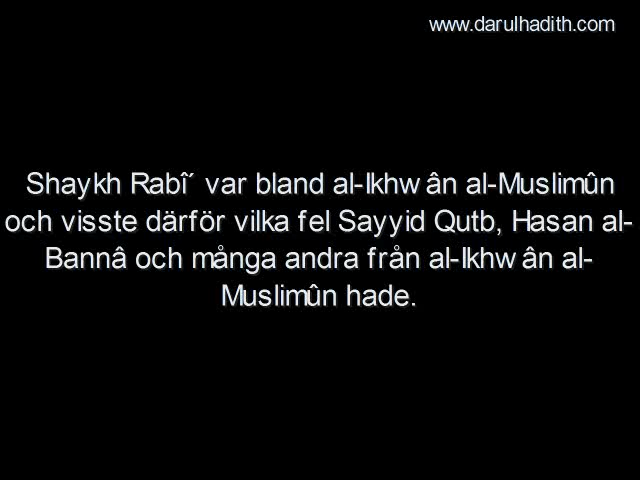 www.darulhadith.com
Shaykh Rabî´ var bland al-Ikhwân al-Muslimûn
och visste därför vilka fel Sayyid Qutb, Hasan al-
Bannâ och många andra från al-Ikhwân al-
Muslimûn hade.